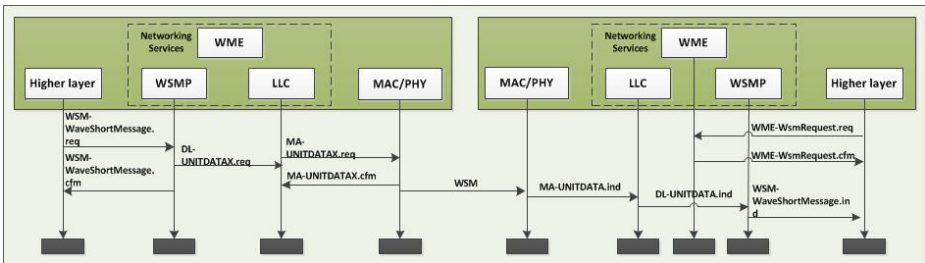 Networking
Services
WME
Higher layer
WSMP
LLC
MAC/PHY
WSM-
WaveShortMessage.
req
WSM-
WaveShortMessage.
cfm
DL-
UNITDATAX.req
MA-
UNITDATAX.req
MA-UNITDATAX.cfm
WSM
Networking
Services
WME
MAC/PHY
LLC
WSMP
Higher layer
WME-WsmRequest.req
WME-WsmRequest.cfm
MA-UNITDATA.ind
DL-UNITDATA.ind
WSM-
WaveShortMessage.in
d